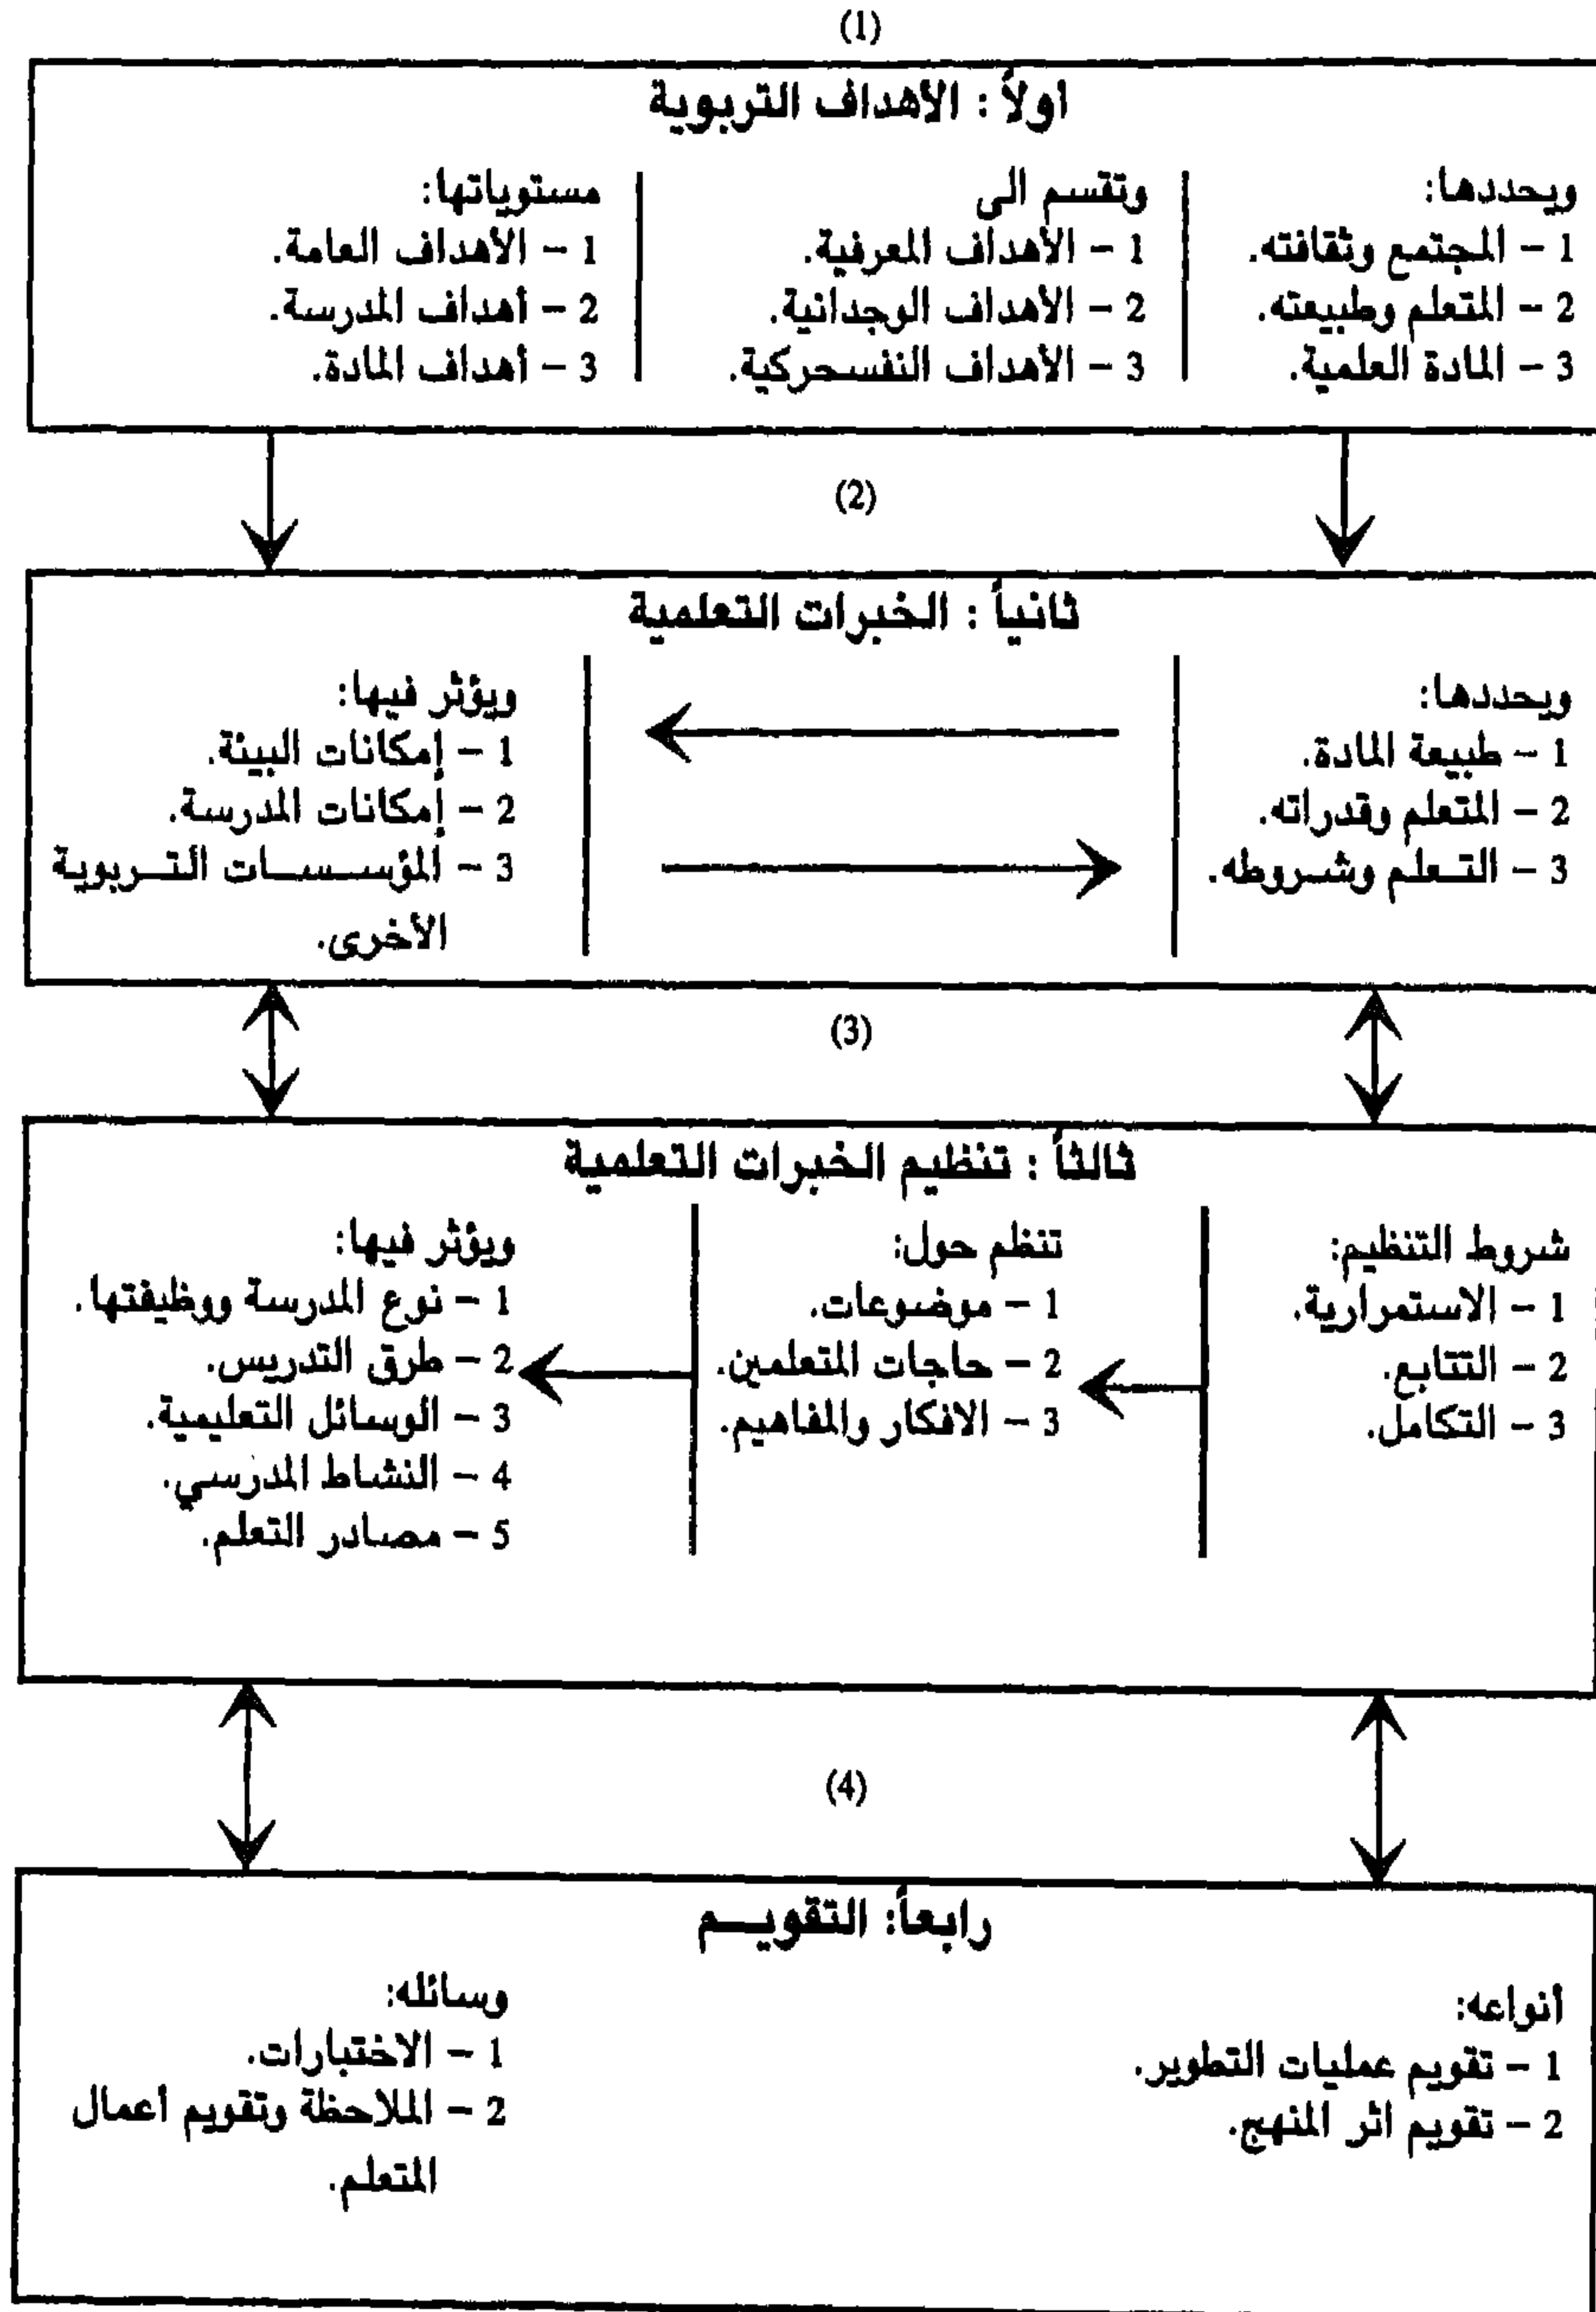 (1)
اولاً : الأهداف التربوية
ويحددها:
1 – المجتمع وثقافته.
2 – المتعلم وطبيعته.
3 – المادة العلمية.
وتقسم الى
1 – الأهداف المعرفية.
2 – الأهداف الوجدانية.
3 – الأهداف النفسحركية.
مستوياتها:
1 – الأهداف العامة.
2 – أهداف المدرسة.
3 – أهداف المادة.
(2)
ثانياً : الخبرات التعلمية
ويحددها:
1 – طبيعة المادة.
2 – المتعلم وقدراته.
3 – التعلم وشروطه.
ويؤثر فيها:
1 – إمكانات البيئة.
2 – إمكانات المدرسة.
3 – المؤسسات التربوية
الأخرى.
(3)
ثالثاً : تنظيم الخبرات التعلمية
شروط التنظيم:
1 – الاستمرارية.
2 – التتابع.
3 – التكامل.
تنظم حول:
1 – موضوعات.
2 – حاجات المتعلمين.
3 – الافكار والمفاهيم.
ويؤثر فيها:
1 – نوع المدرسة ووظيفتها.
2 – طرق التدريس.
3 – الوسائل التعليمية.
4 – النشاط المدرسي.
5 – مصادر التعلم.
(4)
رابعاً: التقويم
أنواعه:
1 – تقويم عمليات التطوير.
2 – تقويم اثر المنهج.
وسائله:
1 – الاختبارات.
2 – الملاحظة وتقويم أعمال
المتعلم.